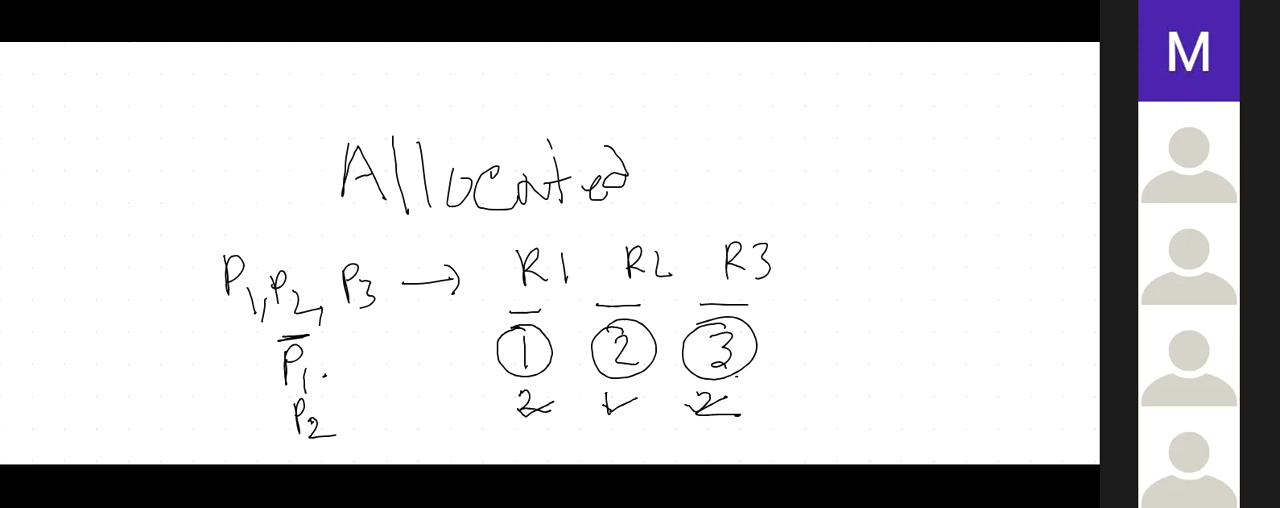 M
Allocated
P1, P2, P3 → R1 R2 R3
P1. 1 2 3
P2 2 1 2